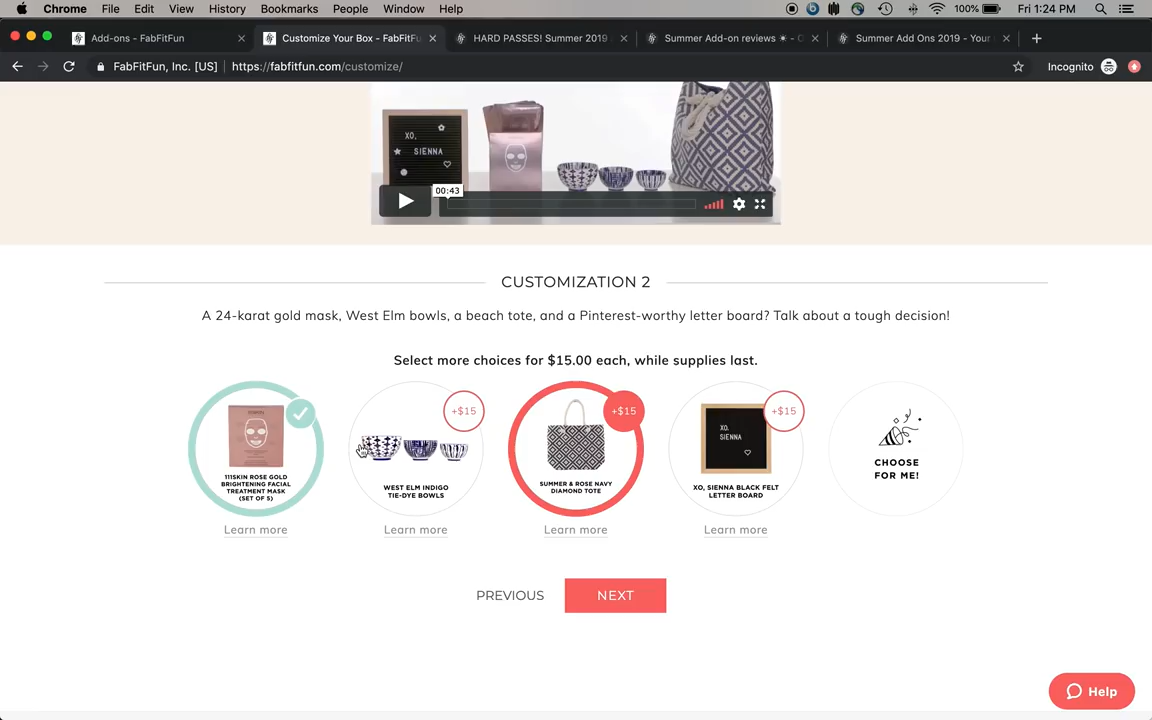 Chrome File Edit View History Bookmarks People Window Help 100% Fri 1:24 PM
Add-ons - FabFitFun Customize Your Box - FabFitFu HARD PASSES! Summer 2019 Summer Add-on reviews ☀ - C Summer Add Ons 2019 - Your
FabFitFun, Inc. [US] https://fabfitfun.com/customize/ Incognito
XO,
SIENNA
00:43
CUSTOMIZATION 2
A 24-karat gold mask, West Elm bowls, a beach tote, and a Pinterest-worthy letter board? Talk about a tough decision!
Select more choices for $15.00 each, while supplies last.
+$15 +$15 +$15
XO,
SIENNA
111SKIN ROSE GOLD
BRIGHTENING FACIAL
TREATMENT MASK
(SET OF 5)
WEST ELM INDIGO
TIE-DYE BOWLS
SUMMER & ROSE NAVY
DIAMOND TOTE
XO, SIENNA BLACK FELT
LETTER BOARD
CHOOSE
FOR ME!
Learn more Learn more Learn more Learn more
PREVIOUS NEXT
Help